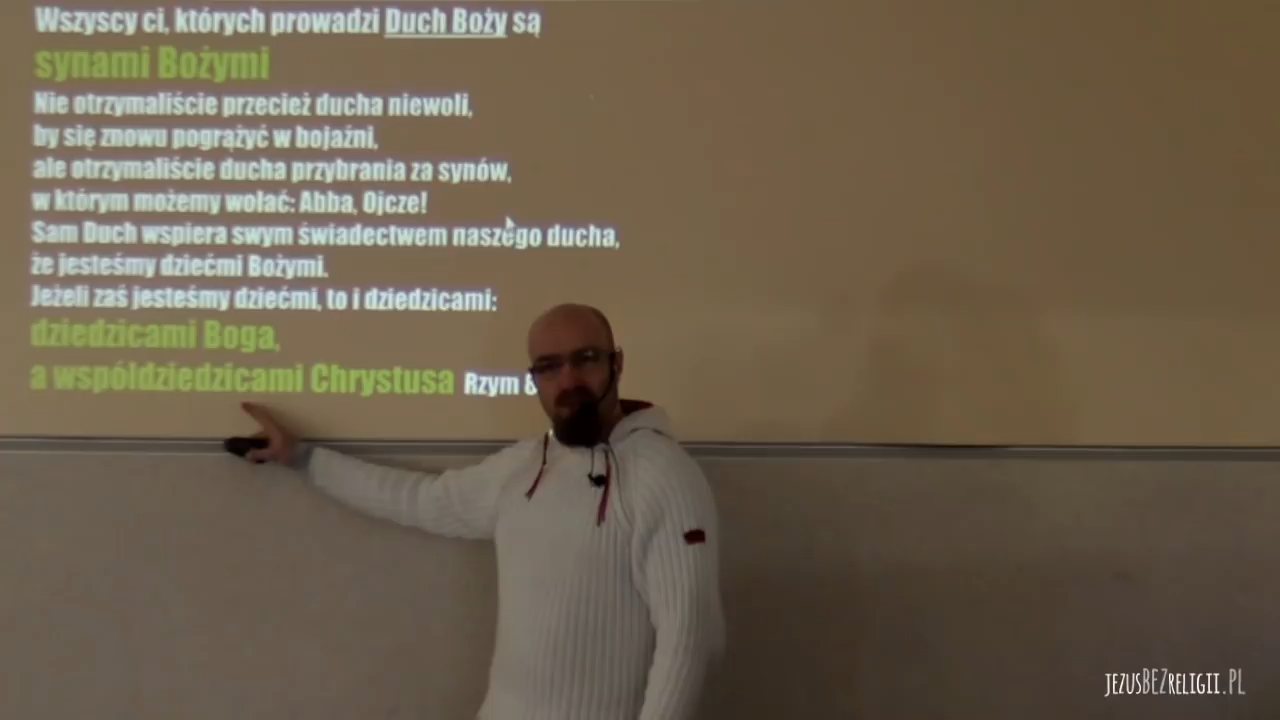 Wszyscy ci, których prowadzi Duch Boży są
synami Bożymi
Nie otrzymaliście przecież ducha niewoli,
by się znowu pogrążyć w bojaźni,
ale otrzymaliście ducha przybrania za synów,
w którym możemy wołać: Abba, Ojcze!
Sam Duch wspiera swym świadectwem naszego ducha,
że jesteśmy dziećmi Bożymi.
Jeżeli zaś jesteśmy dziećmi, to i dziedzicami:
dziedzicami Boga,
a współdziedzicami Chrystusa Rzym 8
JEZUSBEZRELIGII.PL